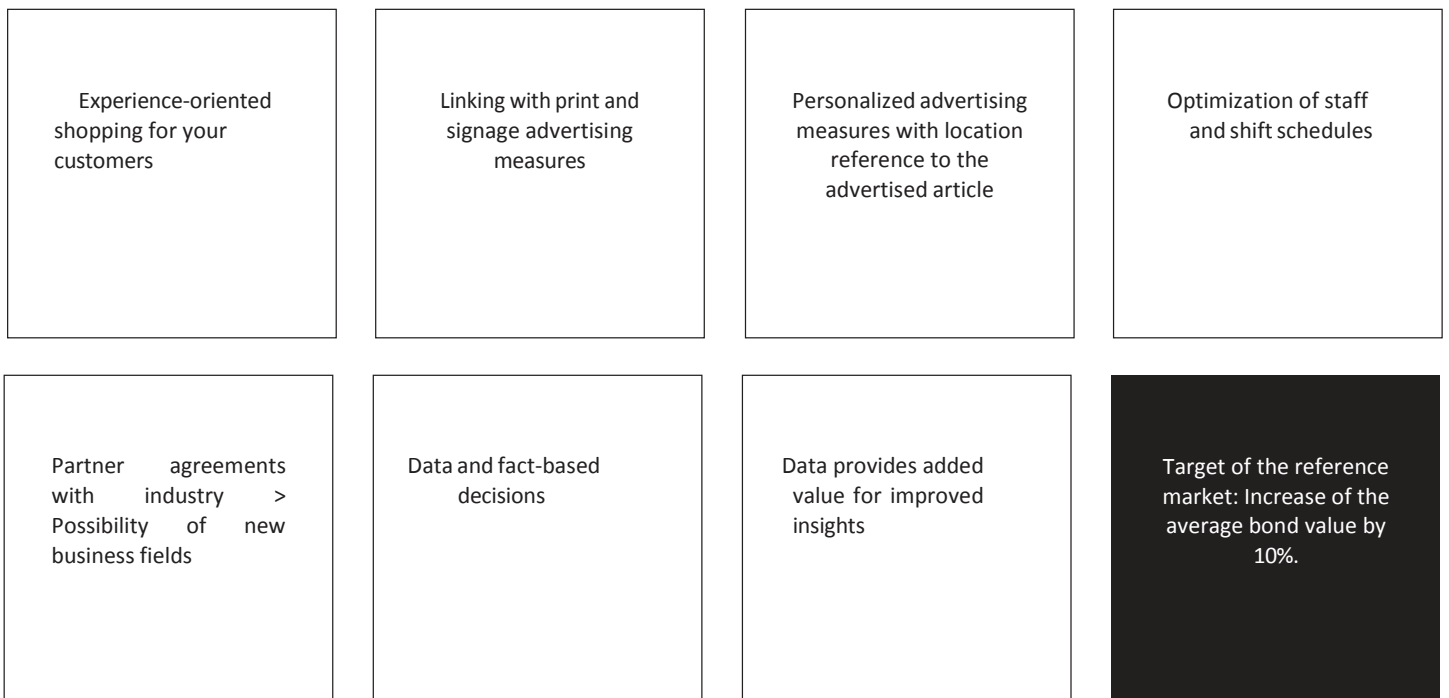 Experience-oriented
shopping for your
customers
Linking with print and
signage advertising
measures
Personalized advertising
measures with location
reference to the
advertised article
Optimization of staff
and shift schedules
Partner agreements
with industry >
Possibility of new
business fields
Data and fact-based
decisions
Data provides added
value for improved
insights
Target of the reference
market: Increase of the
average bond value by
10%.